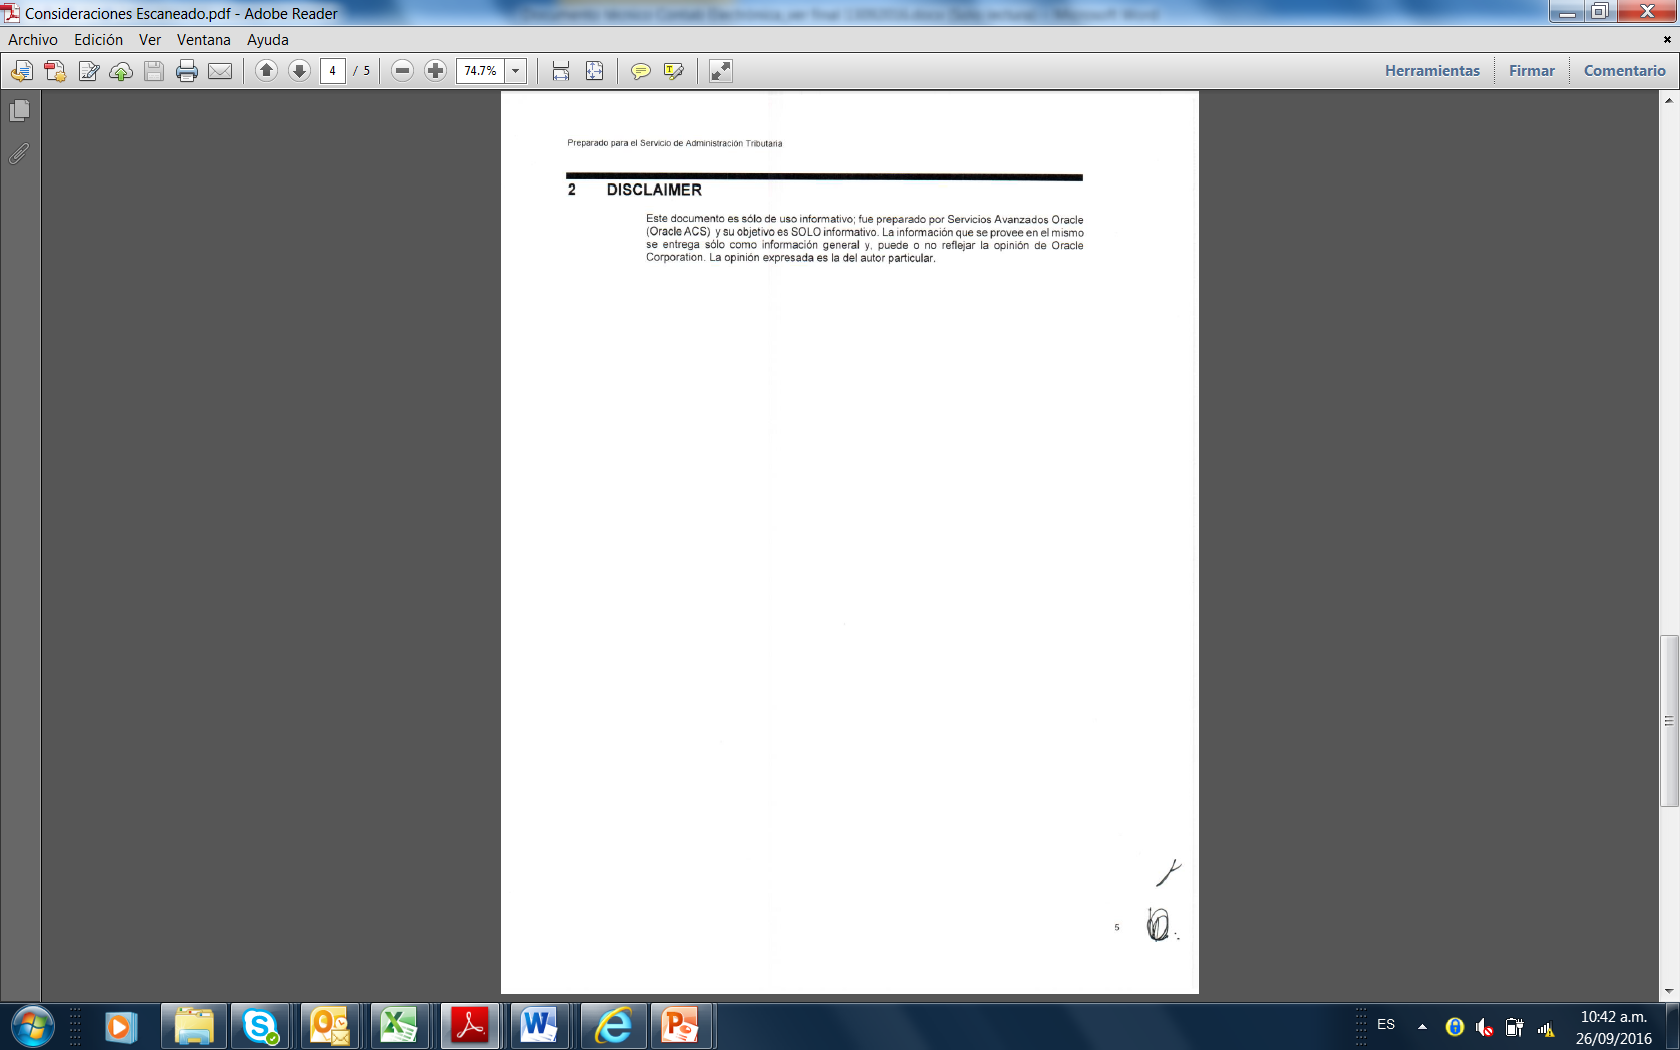 Consideraciones Escaneado.pdf - Adobe Reader
Archivo Edición Ver Ventana Ayuda
4 / 5 74.7% Herramientas Firmar Comentario
Preparado para el Servicio de Administración Tributaria
2 DISCLAIMER
Este documento es sólo de uso informativo; fue preparado por Servicios Avanzados Oracle
(Oracle ACS) y su objetivo es SOLO informativo. La información que se provee en el mismo
se entrega sólo como información general y, puede o no reflejar la opinión de Oracle
Corporation. La opinión expresada es la del autor particular.
5
ES
10:42 a.m.
26/09/2016